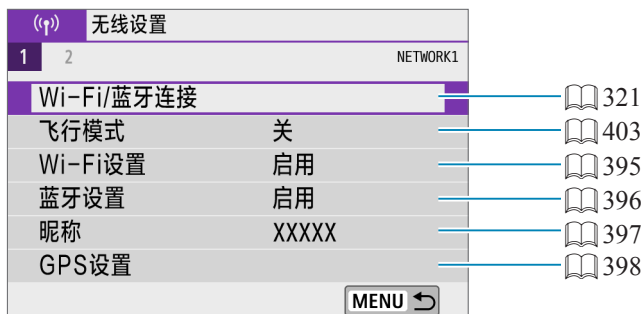 无线设置
1 2 NETWORK1
Wi-Fi/蓝牙连接 321
飞行模式 关 403
Wi-Fi设置 启用 395
蓝牙设置 启用 396
昵称 XXXXX 397
GPS设置 398
MENU